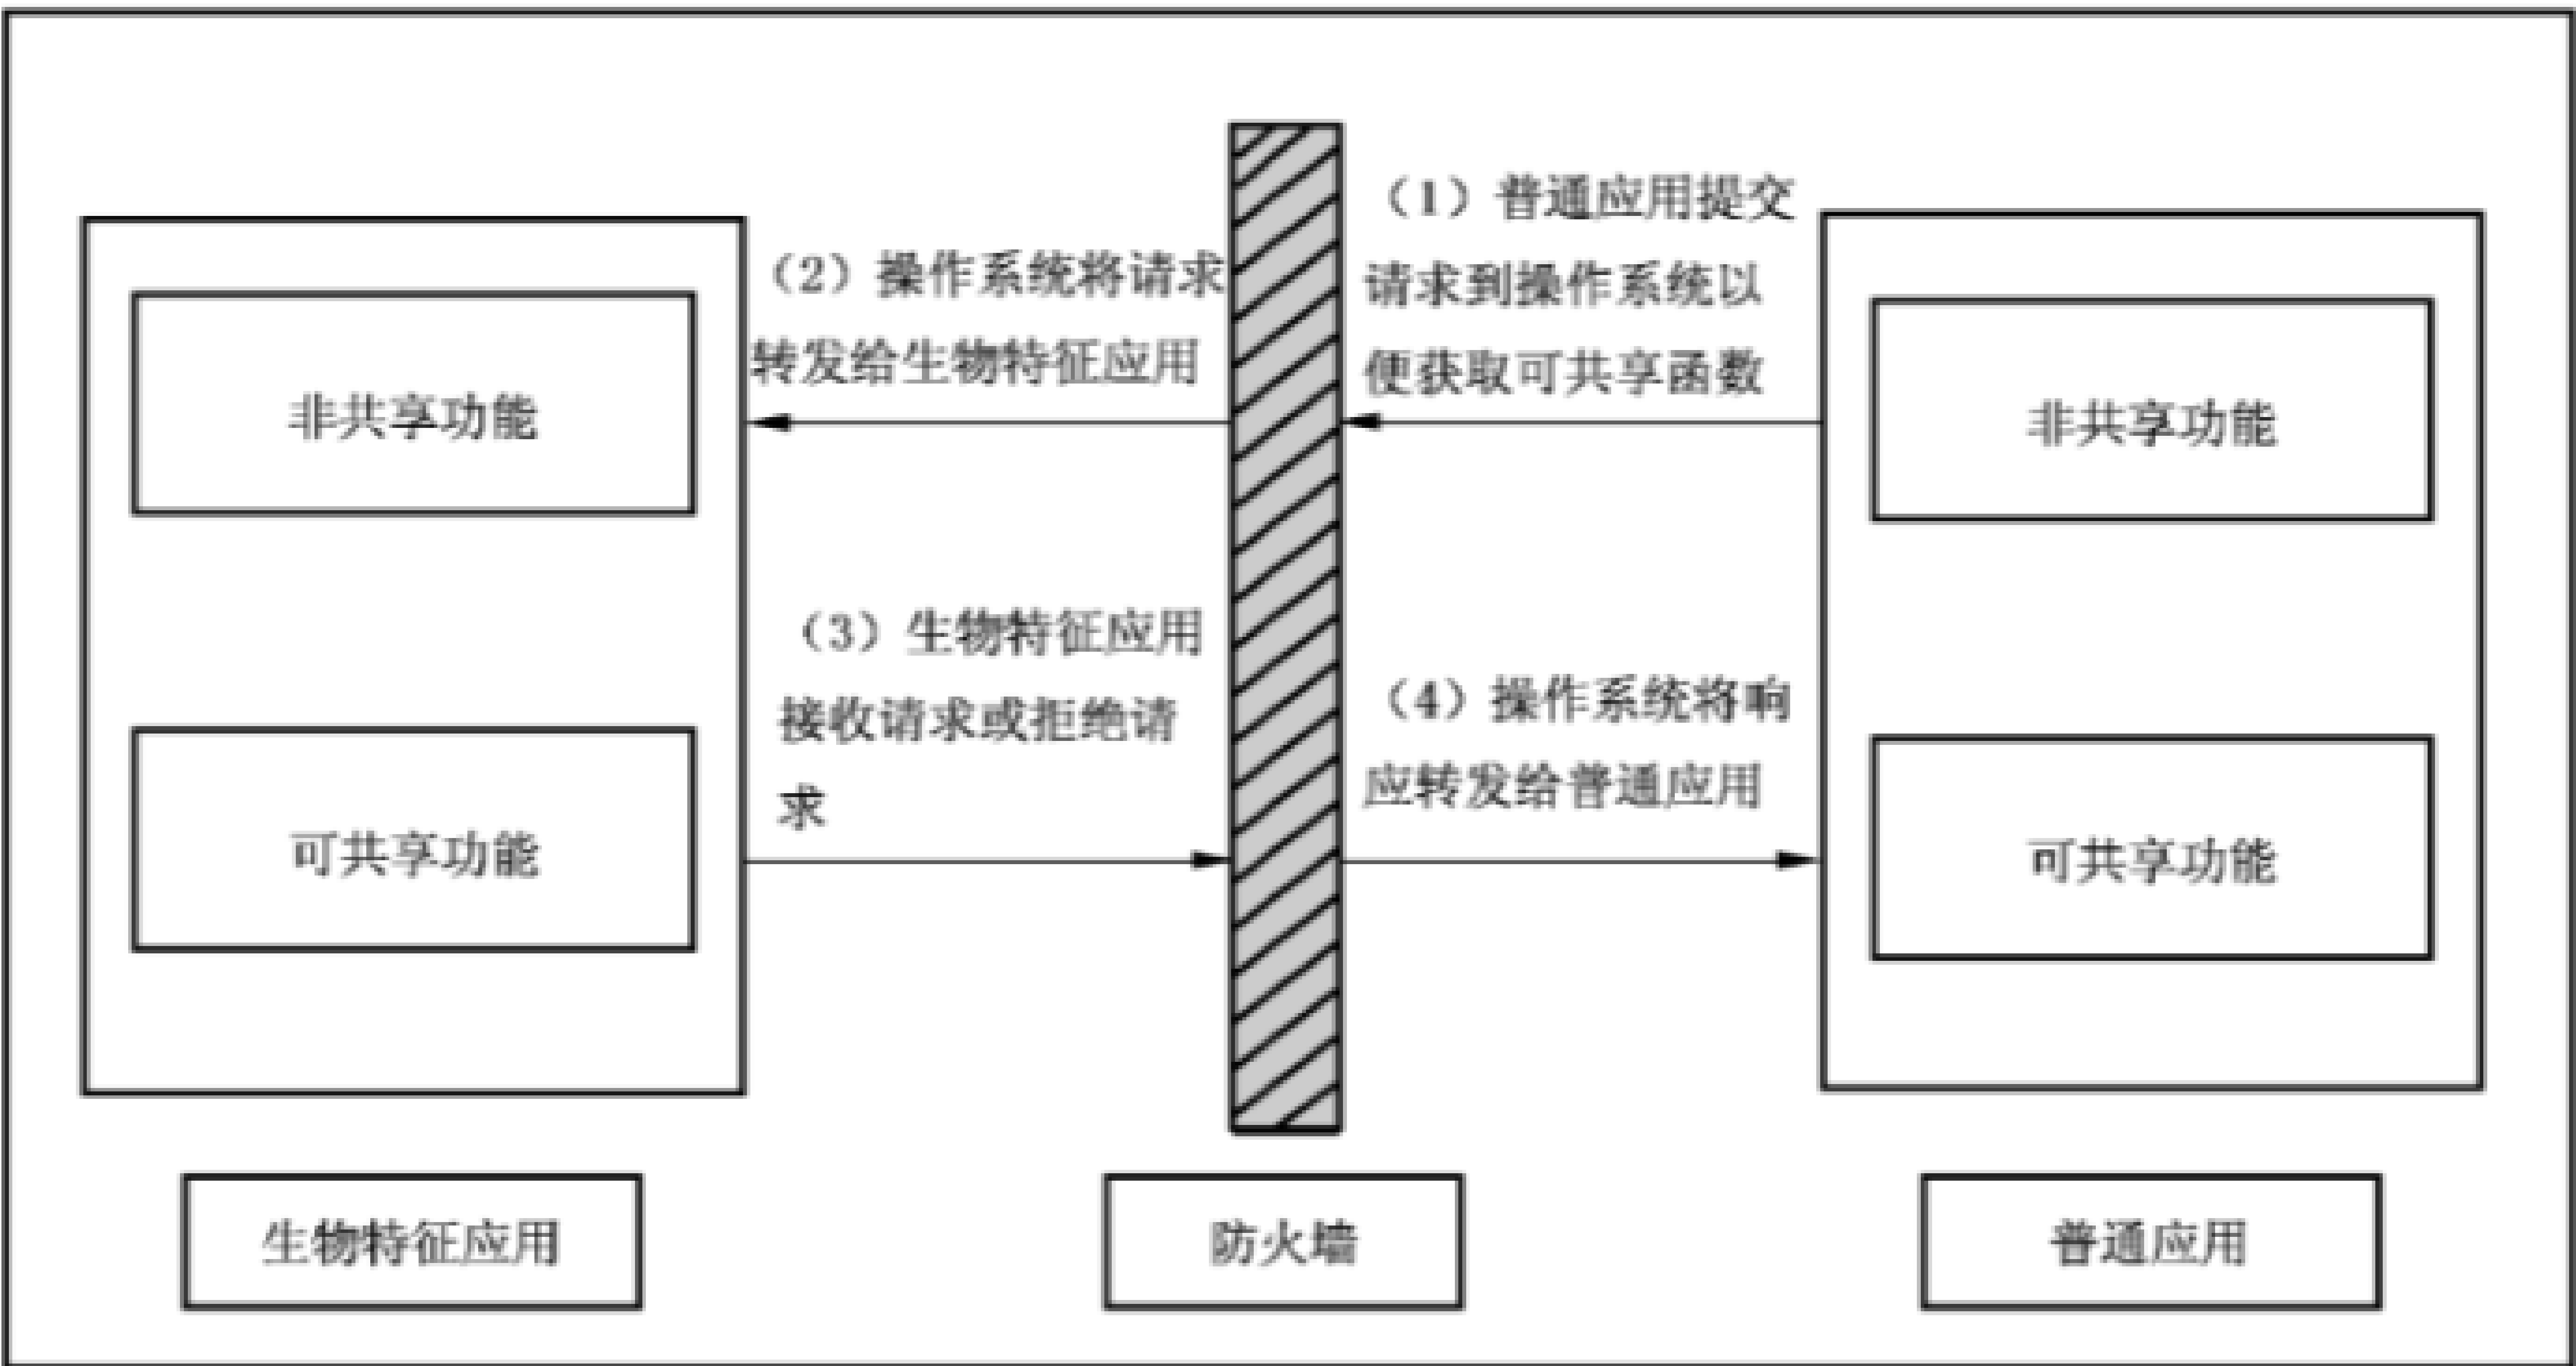 (1)普通应用提交
请求到操作系统以
便获取可共享函数
(2)操作系统将请求
转发给生物特征应用
非共享功能
非共享功能
(3)生物特征应用
接收请求或拒绝请
求
(4)操作系统将响
应转发给普通应用
可共享功能
可共享功能
生物特征应用
防火墙
普通应用